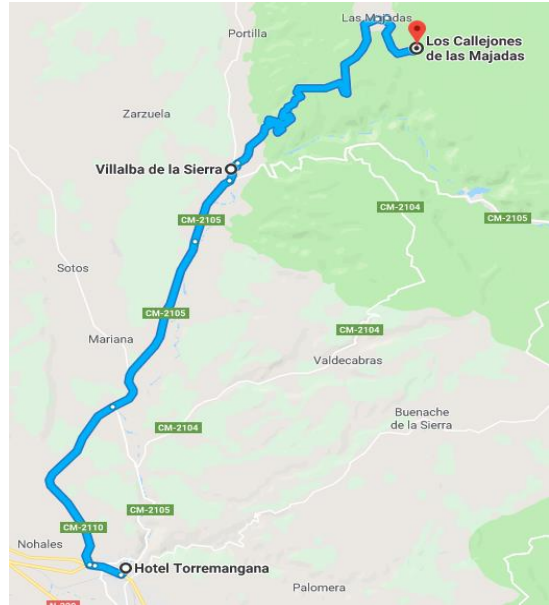 Las Majadas
Portilla
Los Callejones
de las Majadas
Zarzuela
Villalba de la Sierra
CM-2104
CM-2105
CM-2105
Sotos
CM-2105
CM-2104
Mariana
Valdecabras
Buenache
de la Sierra
CM-2104
CM-2105
CM-2110
Nohales
Hotel Torremangana
Palomera